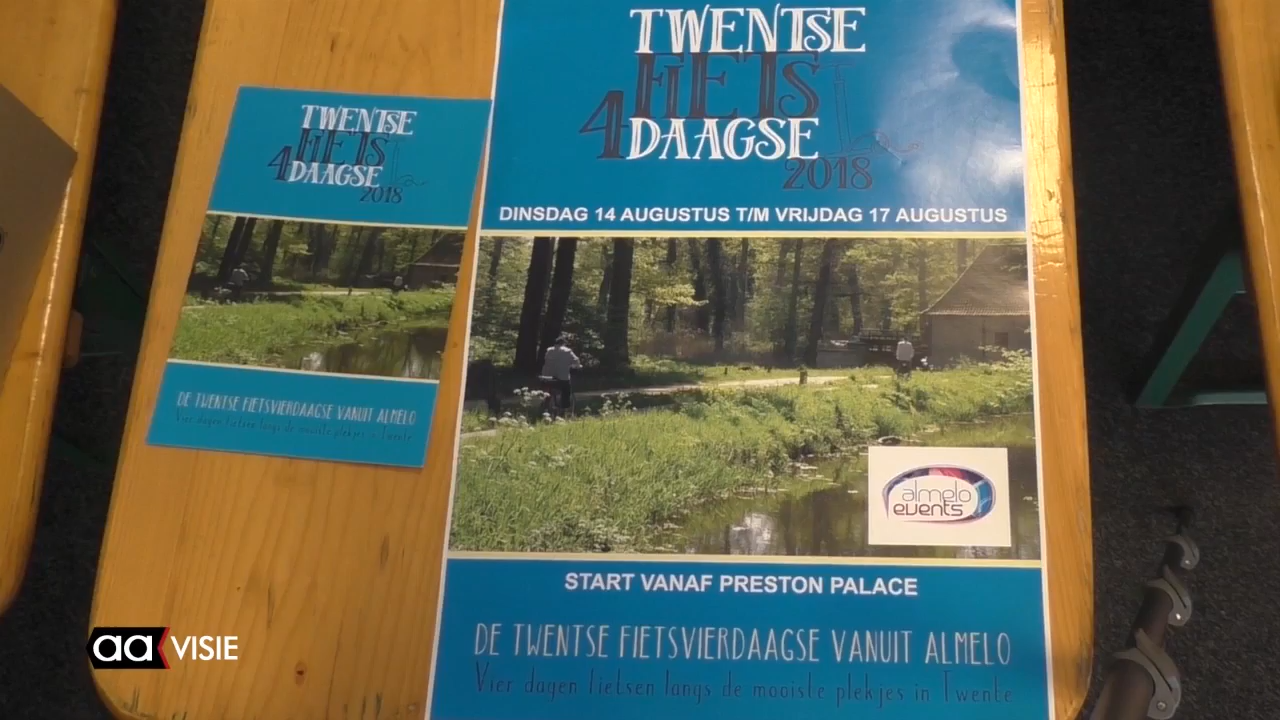 TWENTSE
FIETS
4DAAGSE
2018
DE TWENTSE FIETSVIERDAAGSE VANUIT ALMELO
Vier dagen fietsen langs de mooiste plekjes in Twente
TWENTSE
FIETS
4DAAGSE
2018
DINSDAG 14 AUGUSTUS T/M VRIJDAG 17 AUGUSTUS
almelo
events
START VANAF PRESTON PALACE
DE TWENTSE FIETSVIERDAAGSE VANUIT ALMELO
Vier dagen fietsen langs de mooiste plekjes in Twente
aa VISIE